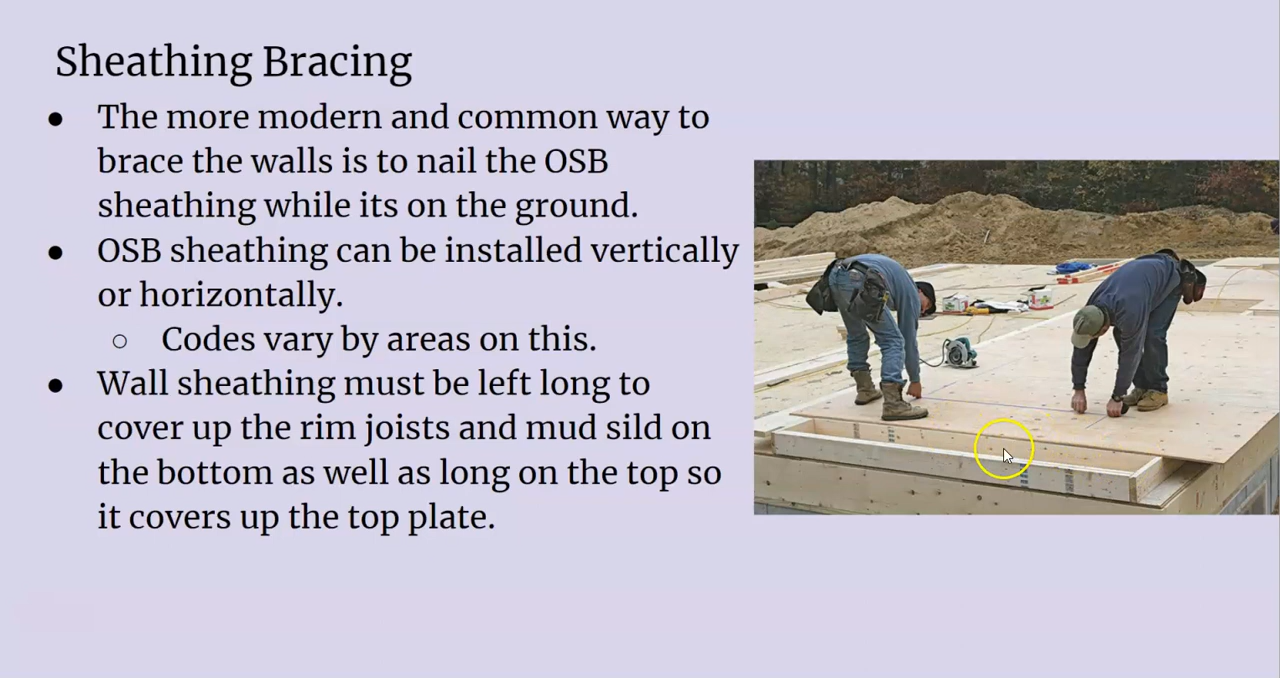 Sheathing Bracing
● The more modern and common way to
brace the walls is to nail the OSB
sheathing while its on the ground.
● OSB sheathing can be installed vertically
or horizontally.
○ Codes vary by areas on this.
● Wall sheathing must be left long to
cover up the rim joists and mud sild on
the bottom as well as long on the top so
it covers up the top plate.